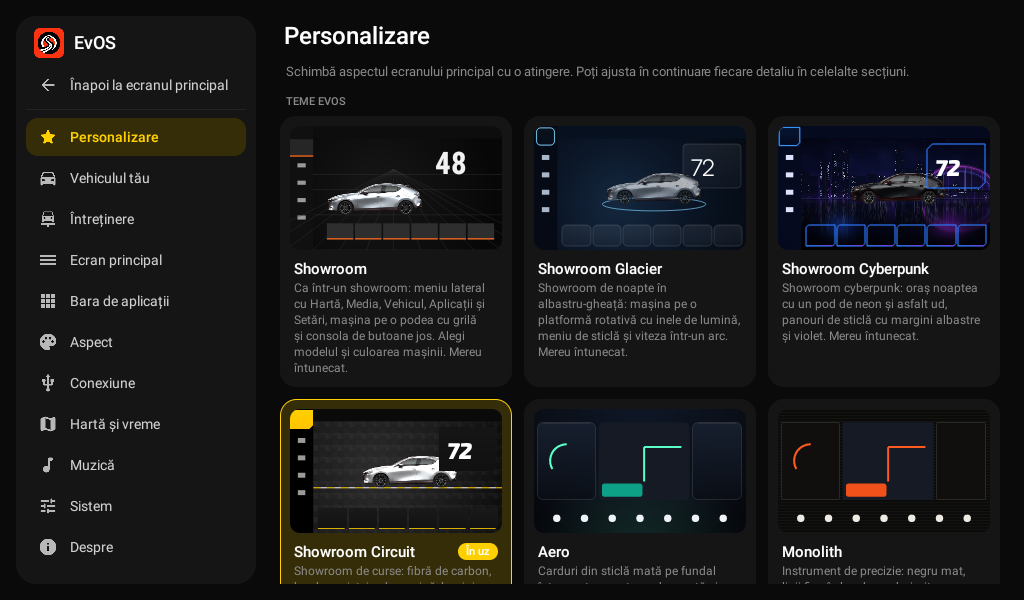 EvOS
Înapoi la ecranul principal
Personalizare
Vehiculul tău
Întreținere
Ecran principal
Bara de aplicații
Aspect
Conexiune
Hartă și vreme
Muzică
Sistem
Despre
Personalizare
Schimbă aspectul ecranului principal cu o atingere. Poți ajusta în continuare fiecare detaliu în celelalte secțiuni.
TEME EVOS
48
Showroom
Ca într-un showroom: meniu lateral
cu Hartă, Media, Vehicul, Aplicații și
Setări, mașina pe o podea cu grilă
și consola de butoane jos. Alegi
modelul și culoarea mașinii. Mereu
întunecat.
72
Showroom Glacier
Showroom de noapte în
albastru-gheață: mașina pe o
platformă rotativă cu inele de lumină,
meniu de sticlă și viteza într-un arc.
Mereu întunecat.
72
Showroom Cyberpunk
Showroom cyberpunk: oraș noaptea
cu un pod de neon și asfalt ud,
panouri de sticlă cu margini albastre
și violet. Mereu întunecat.
72
Showroom Circuit
În uz
Showroom de curse: fibră de carbon,
Aero
Carduri din sticlă mată pe fundal
Monolith
Instrument de precizie: negru mat,